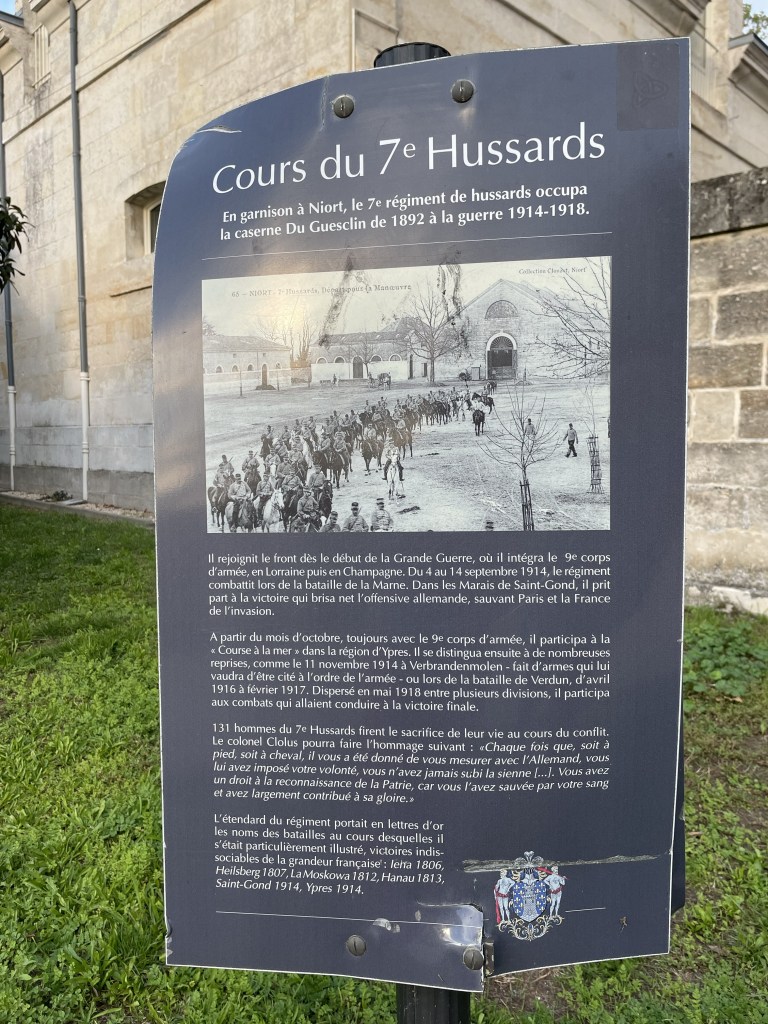 Cours du 7e Hussards
En garnison à Niort, le 7e régiment de hussards occupa
la caserne Du Guesclin de 1892 à la guerre 1914-1918.
68 - NIORT - 7e Hussards, Départ pour la Manœuvre
Collection Clouzot, Niort
Il rejoignit le front dès le début de la Grande Guerre, où il intégra le 9e corps
d'armée, en Lorraine puis en Champagne. Du 4 au 14 septembre 1914, le régiment
combattit lors de la bataille de la Marne. Dans les Marais de Saint-Gond, il prit
part à la victoire qui brisa net l'offensive allemande, sauvant Paris et la France
de l'invasion.
A partir du mois d'octobre, toujours avec le 9e corps d'armée, il participa à la
« Course à la mer » dans la région d'Ypres. Il se distingua ensuite à de nombreuses
reprises, comme le 11 novembre 1914 à Verbrandenmolen - fait d'armes qui lui
vaudra d'être cité à l'ordre de l'armée - ou lors de la bataille de Verdun, d'avril
1916 à février 1917. Dispersé en mai 1918 entre plusieurs divisions, il participa
aux combats qui allaient conduire à la victoire finale.
131 hommes du 7e Hussards firent le sacrifice de leur vie au cours du conflit.
Le colonel Clolus pourra faire l'hommage suivant : «Chaque fois que, soit à
pied, soit à cheval, il vous a été donné de vous mesurer avec l'Allemand, vous
lui avez imposé votre volonté, vous n'avez jamais subi la sienne [...]. Vous avez
un droit à la reconnaissance de la Patrie, car vous l'avez sauvée par votre sang
et avez largement contribué à sa gloire.»
L'étendard du régiment portait en lettres d'or
les noms des batailles au cours desquelles il
s'était particulièrement illustré, victoires indis-
sociables de la grandeur française : Iéna 1806,
Heilsberg 1807, La Moskowa 1812, Hanau 1813,
Saint-Gond 1914, Ypres 1914.